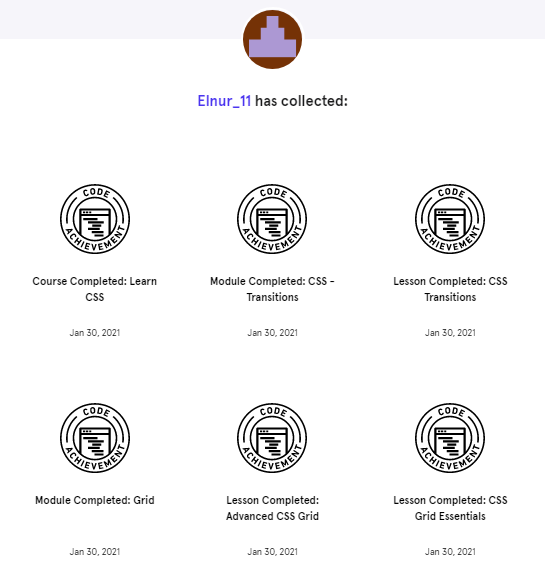 Elnur_11 has collected:
CODE
ACHIEVEMENT
CODE
ACHIEVEMENT
CODE
ACHIEVEMENT
Course Completed: Learn
CSS
Module Completed: CSS -
Transitions
Lesson Completed: CSS
Transitions
Jan 30, 2021
Jan 30, 2021
Jan 30, 2021
CODE
ACHIEVEMENT
CODE
ACHIEVEMENT
CODE
ACHIEVEMENT
Module Completed: Grid
Lesson Completed:
Advanced CSS Grid
Lesson Completed: CSS
Grid Essentials
Jan 30, 2021
Jan 30, 2021
Jan 30, 2021